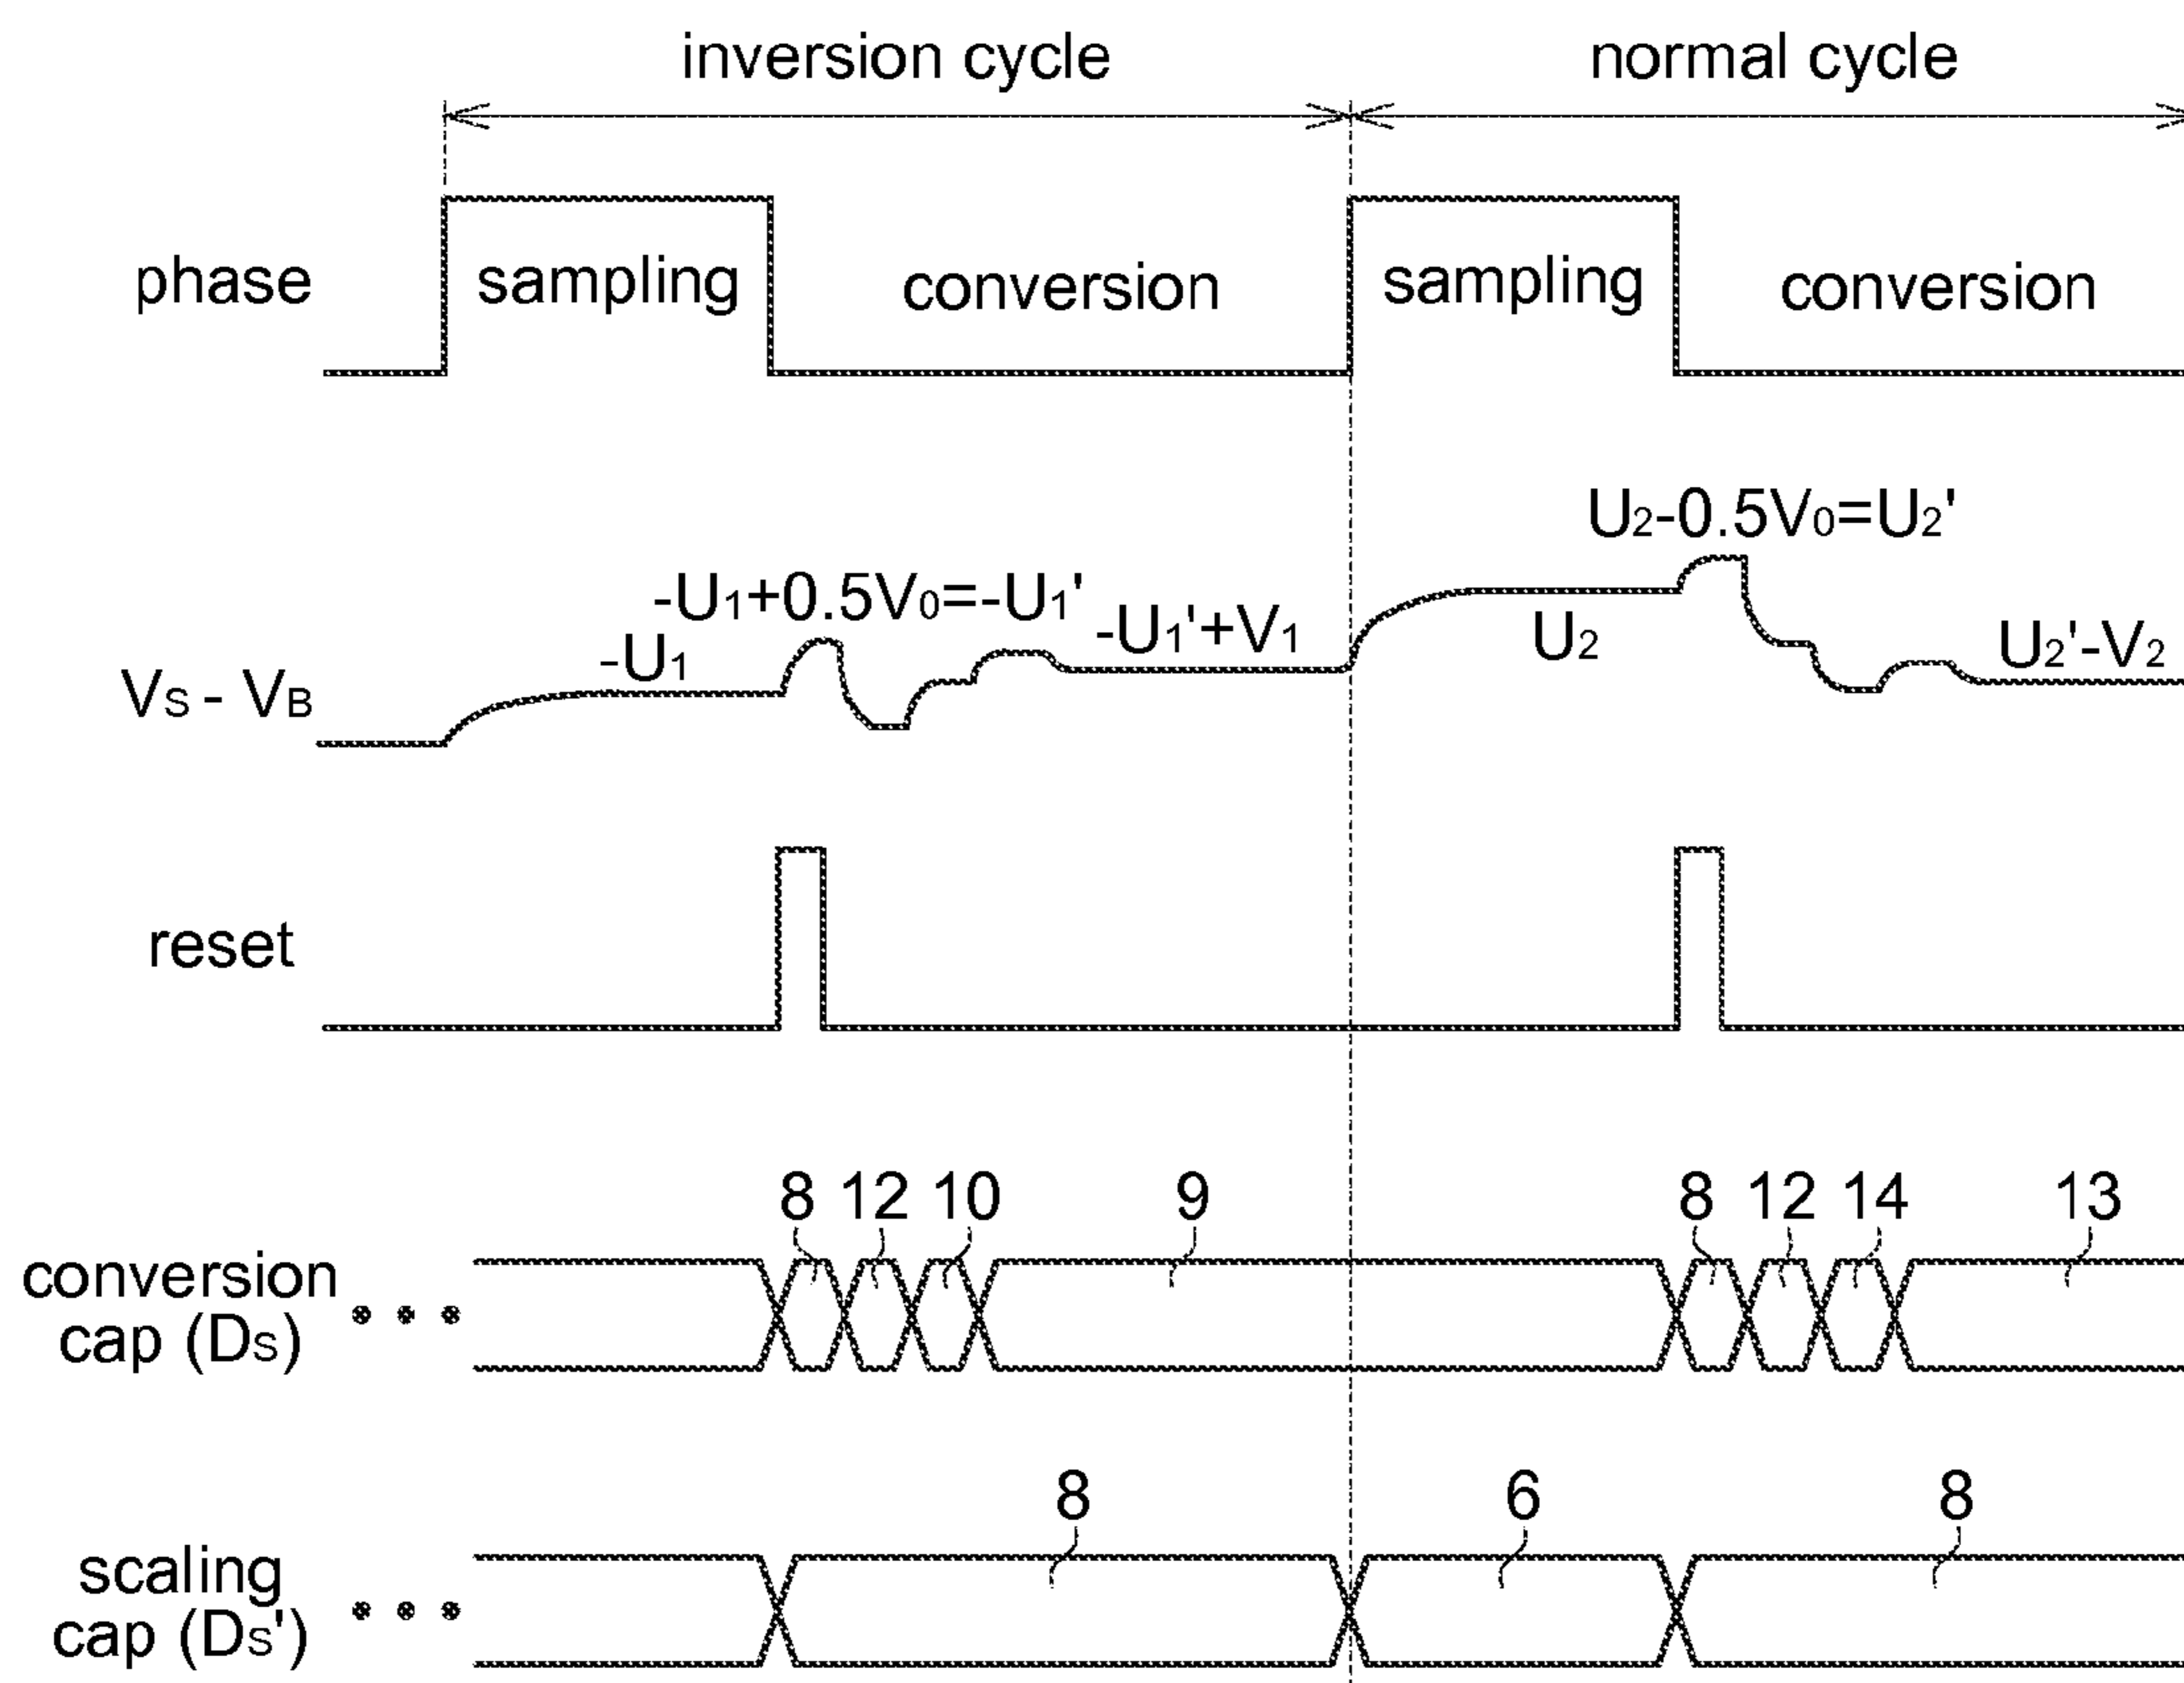 inversion cycle
normal cycle
phase
sampling
conversion
sampling
conversion
U2-0.5V0=U2'
-U1+0.5V0=-U1'
-U1'+V1
-U1
U2
U2'-V2
VS - VB
reset
8 12 10 9 8 12 14 13
conversion
cap (DS)
8 6 8
scaling
cap (DS')